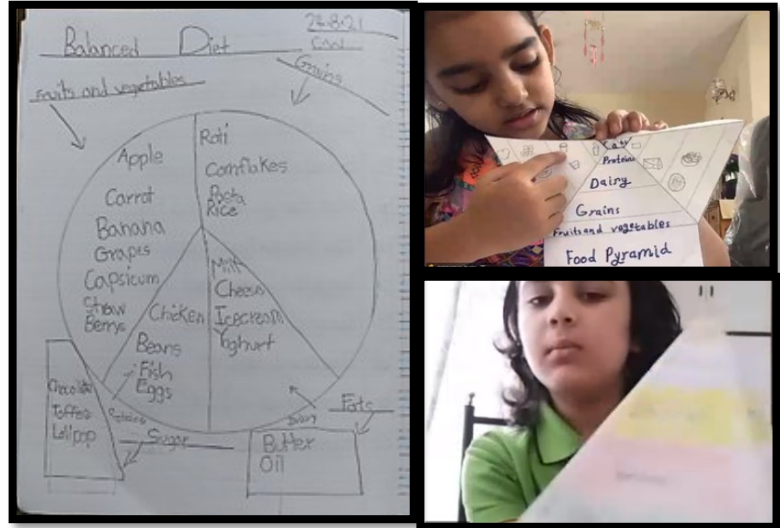 28.8.21
Balanced Diet
Grains
Fruits and vegetables
Apple
Carrot
Banana
Grapes
Capsicum
Straw
Berrys
Roti
Cornflakes
Pasta
Rice
Milk
Cheese
Icecream
Yoghurt
Chicken
Beans
Fish
Eggs
Chocolate
Toffee
Lolipop
Proteins
Sugar
Dairy
Fats
Butter
Oil
Fats
Proteins
Dairy
Grains
Fruits and vegetables
Food Pyramid